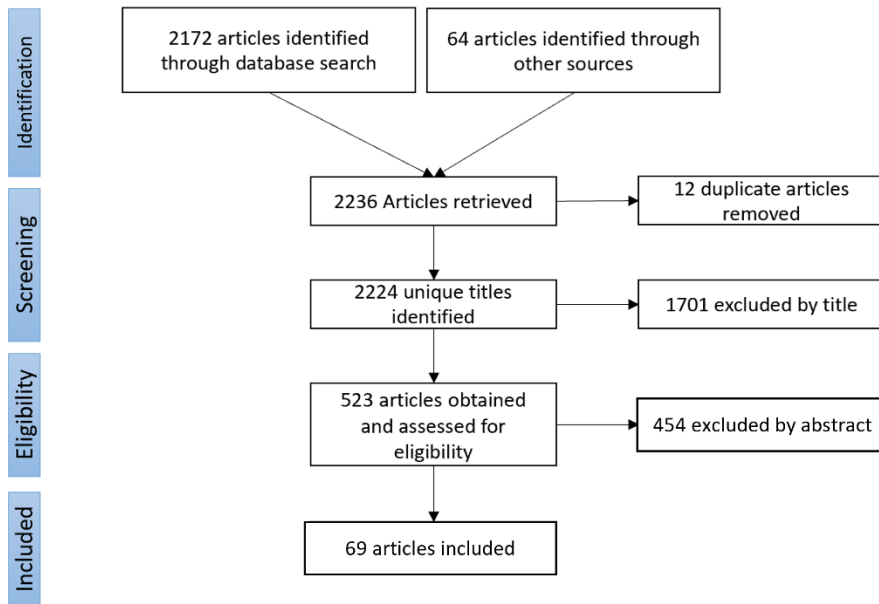 Identification
2172 articles identified
through database search
64 articles identified through
other sources
Screening
2236 Articles retrieved
12 duplicate articles
removed
2224 unique titles
identified
1701 excluded by title
Eligibility
523 articles obtained
and assessed for
eligibility
454 excluded by abstract
Included
69 articles included